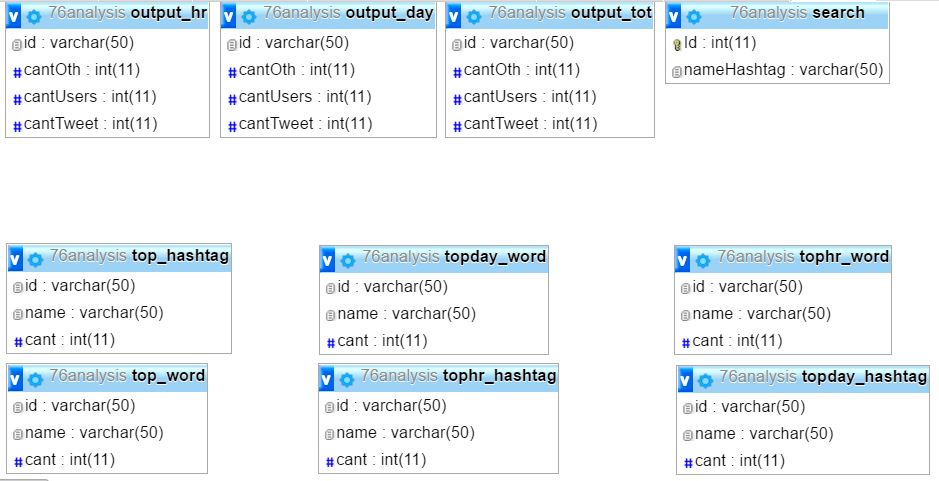 76analysis output_hr
id : varchar(50)
cantOth : int(11)
cantUsers : int(11)
cantTweet : int(11)
76analysis output_day
id : varchar(50)
cantOth : int(11)
cantUsers : int(11)
cantTweet : int(11)
76analysis output_tot
id : varchar(50)
cantOth : int(11)
cantUsers : int(11)
cantTweet : int(11)
76analysis search
Id : int(11)
nameHashtag : varchar(50)
76analysis top_hashtag
id : varchar(50)
name : varchar(50)
cant : int(11)
76analysis topday_word
id : varchar(50)
name : varchar(50)
cant : int(11)
76analysis tophr_word
id : varchar(50)
name : varchar(50)
cant : int(11)
76analysis top_word
id : varchar(50)
name : varchar(50)
cant : int(11)
76analysis tophr_hashtag
id : varchar(50)
name : varchar(50)
cant : int(11)
76analysis topday_hashtag
id : varchar(50)
name : varchar(50)
cant : int(11)